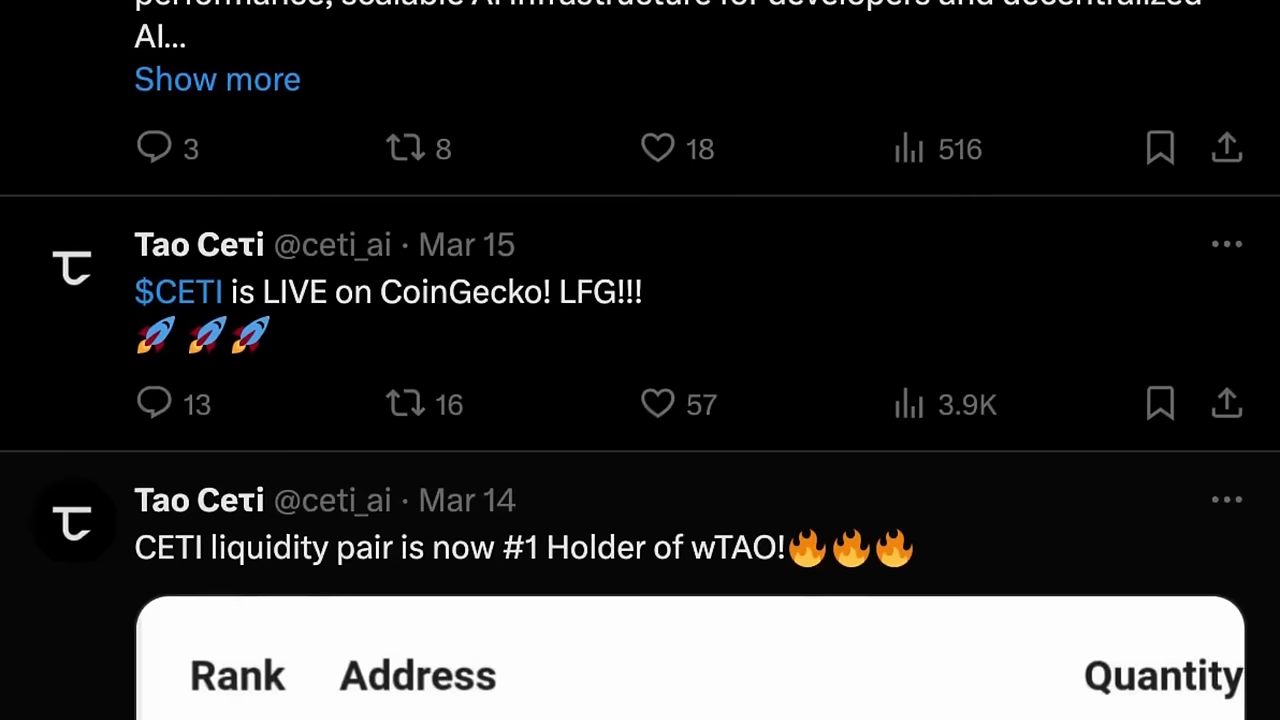 performance, scalable AI infrastructure for developers and decentralized
AI...
Show more
3 8 18 516
Tao Ceτi @ceti_ai · Mar 15
$CETI is LIVE on CoinGecko! LFG!!!
🚀 🚀🚀
13 16 57 3.9K
Tao Ceτi @ceti_ai · Mar 14
CETI liquidity pair is now #1 Holder of wTAO!🔥🔥🔥
Rank Address Quantity